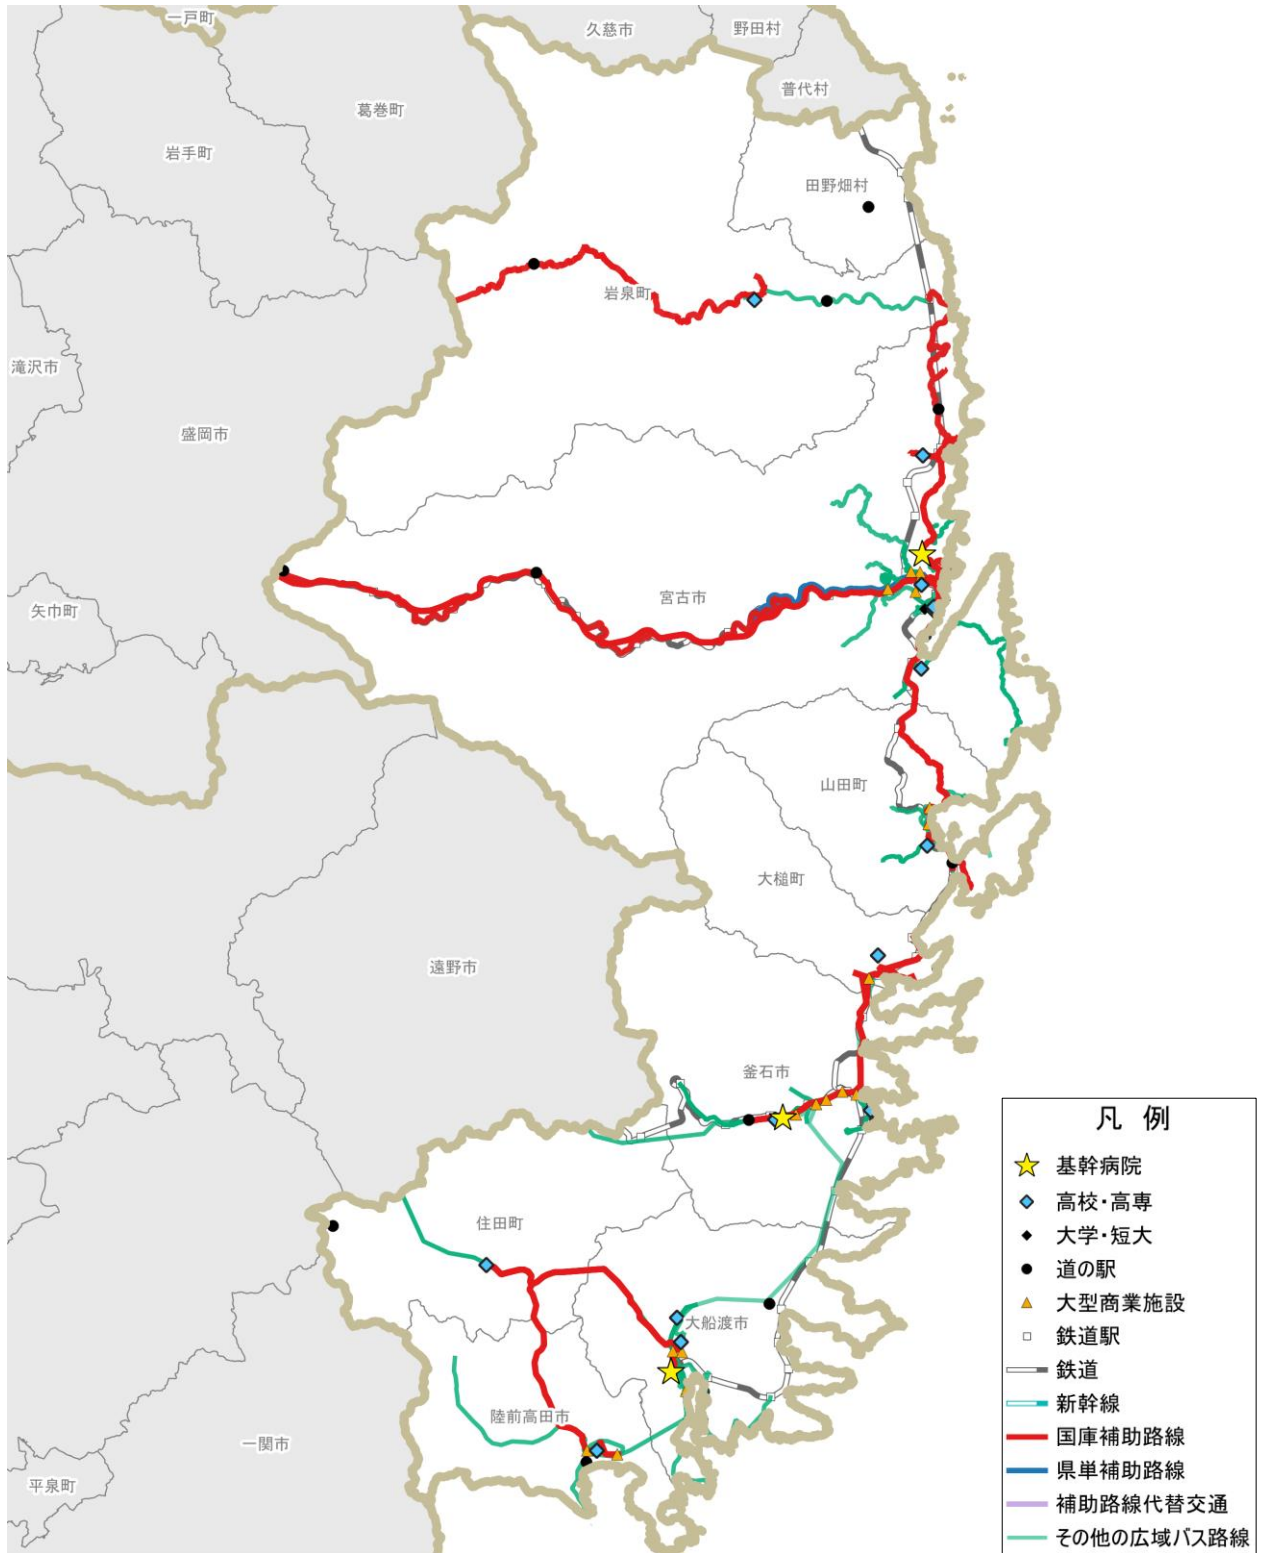 一戸町
久慈市
野田村
普代村
葛巻町
岩手町
田野畑村
岩泉町
滝沢市
盛岡市
宮古市
矢巾町
山田町
大槌町
遠野市
釜石市
住田町
大船渡市
陸前高田市
一関市
平泉町
凡 例
基幹病院
高校・高専
大学・短大
道の駅
大型商業施設
鉄道駅
鉄道
新幹線
国庫補助路線
県単補助路線
補助路線代替交通
その他の広域バス路線